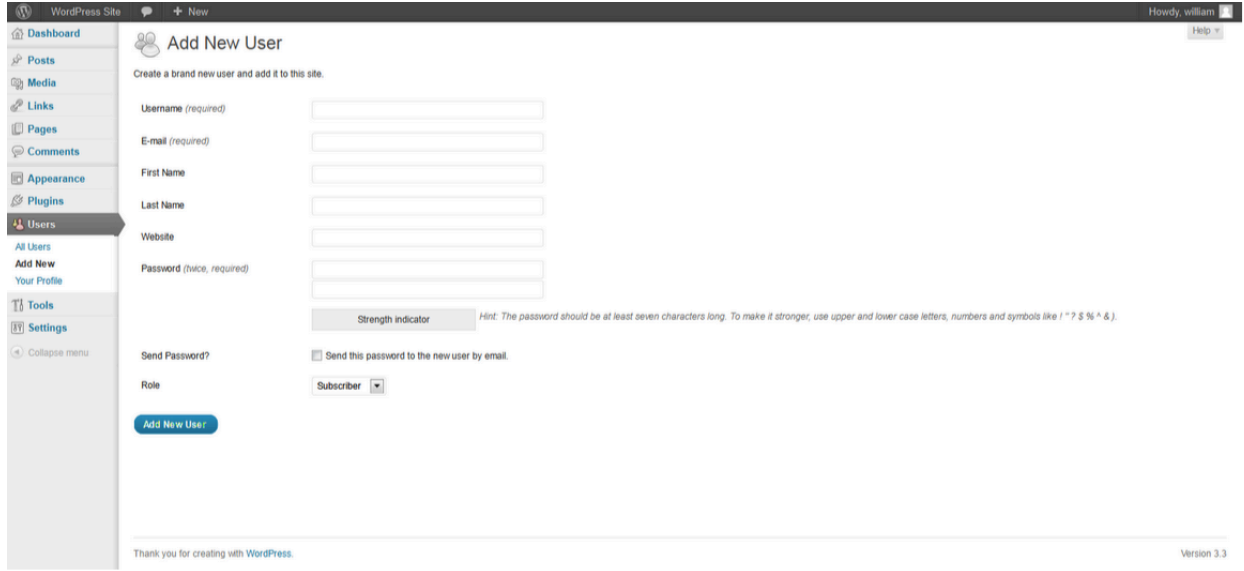 WordPress Site + New Howdy, william
Dashboard
Posts
Media
Links
Pages
Comments
Appearance
Plugins
Users
All Users
Add New
Your Profile
Tools
Settings
Collapse menu
Help
Add New User
Create a brand new user and add it to this site.
Username (required)
E-mail (required)
First Name
Last Name
Website
Password (twice, required)
Strength indicator Hint: The password should be at least seven characters long. To make it stronger, use upper and lower case letters, numbers and symbols like ! " ? $ % ^ & ).
Send Password? Send this password to the new user by email.
Role Subscriber
Add New User
Thank you for creating with WordPress. Version 3.3